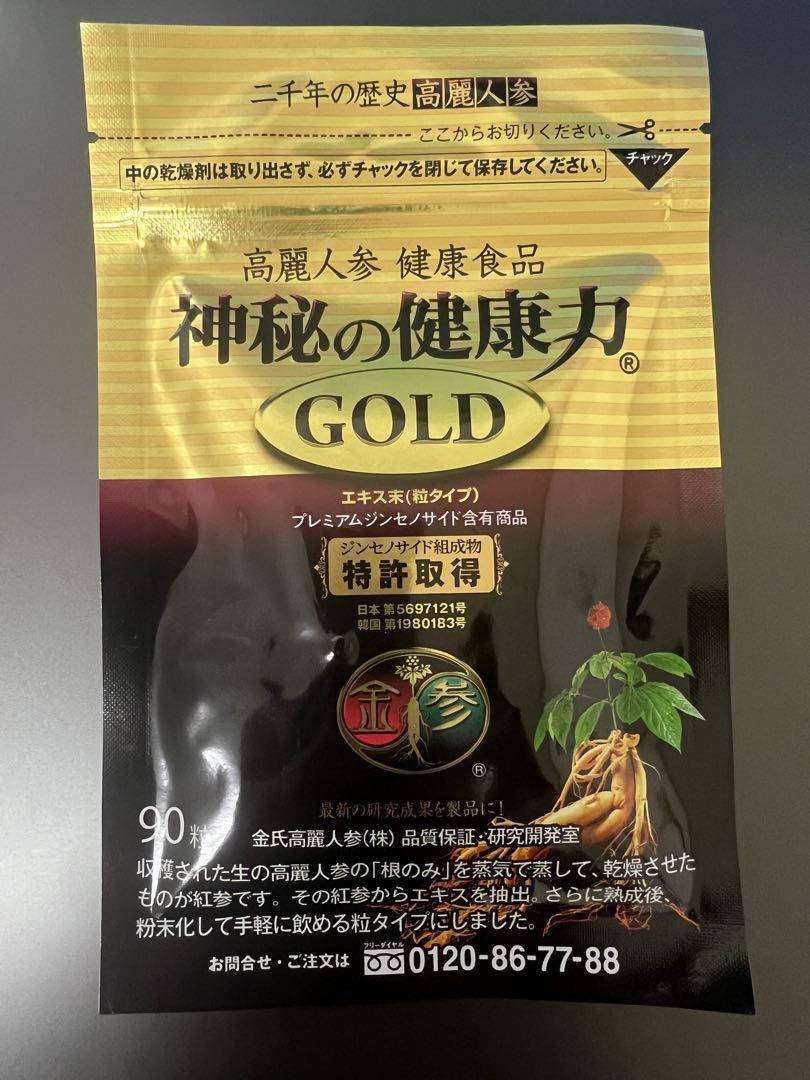 二千年の歴史高麗人参
ここからお切りください。
チャック
中の乾燥剤は取り出さず、必ずチャックを閉じて保存してください。
高麗人参 健康食品
神秘の健康力®
GOLD
エキス末(粒タイプ)
プレミアムジンセノサイド含有商品
ジンセノサイド組成物
特許取得
日本 第5697121号
韓国 第1980183号
金参
®
最新の研究成果を製品に!
90粒
金氏高麗人参(株) 品質保証・研究開発室
収穫された生の高麗人参の「根のみ」を蒸気で蒸して、乾燥させた
ものが紅参です。その紅参からエキスを抽出。さらに熟成後、
粉末化して手軽に飲める粒タイプにしました。
フリーダイヤル
お問合せ・ご注文は 0120-86-77-88